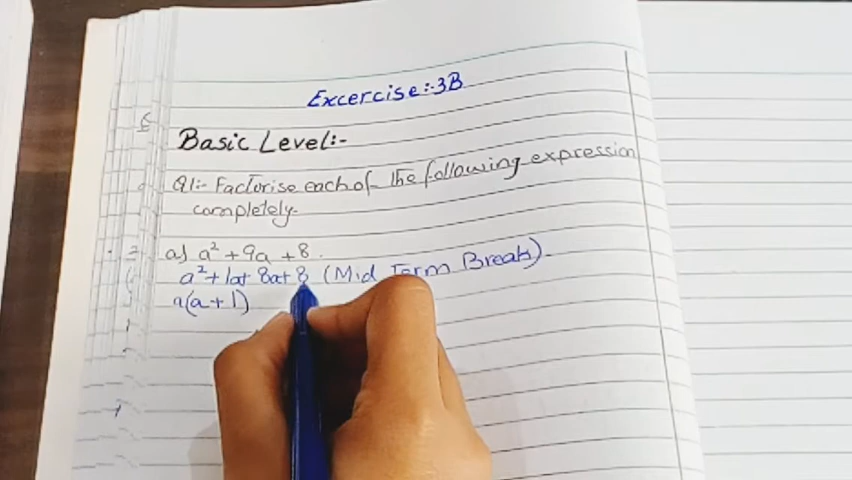 Excercise:-3B
Basic Level:-
Q1:- Factorise each of the following expression
completely.
a) a² + 9a + 8.
a² + 1a + 8a + 8 (Mid Term Break)
a(a + 1)